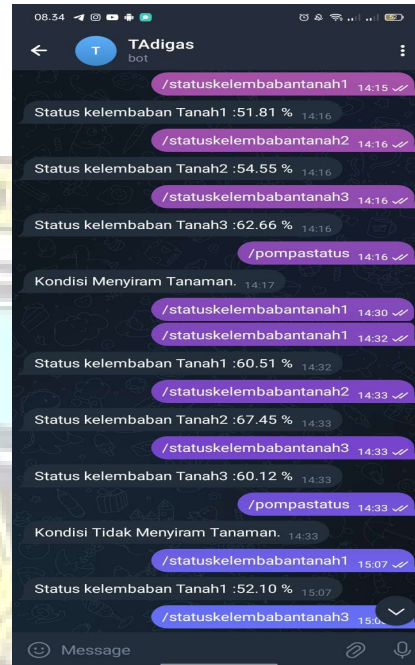 08.34
T
TAdigas
bot
/statuskelembabantanah1 14:15
Status kelembaban Tanah1 :51.81 % 14:16
/statuskelembabantanah2 14:16
Status kelembaban Tanah2 :54.55 % 14:16
/statuskelembabantanah3 14:16
Status kelembaban Tanah3 :62.66 % 14:16
/pompastatus 14:16
Kondisi Menyiram Tanaman. 14:17
/statuskelembabantanah1 14:30
/statuskelembabantanah1 14:32
Status kelembaban Tanah1 :60.51 % 14:32
/statuskelembabantanah2 14:33
Status kelembaban Tanah2 :67.45 % 14:33
/statuskelembabantanah3 14:33
Status kelembaban Tanah3 :60.12 % 14:33
/pompastatus 14:33
Kondisi Tidak Menyiram Tanaman. 14:33
/statuskelembabantanah1 15:07
Status kelembaban Tanah1 :52.10 % 15:07
/statuskelembabantanah3
Message